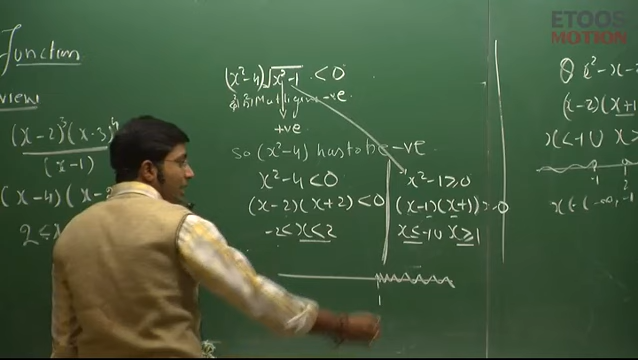 ETOOS
MOTION
Function
view
(x-2)³(x-3)⁴
(x-1)
(x-4)(x-
2≤x
(x²-4)√x²-1 <0
-ve
+ve
so (x²-4) has to be -ve
x²-4<0
(x-2)(x+2)<0
-2<x<2
x²-1≥0
(x-1)(x+1)≥0
x≤-1 ∪ x≥1
1
(x-2)(x+1
x<-1 ∪ x>
-1 2
x∈(-∞,-1